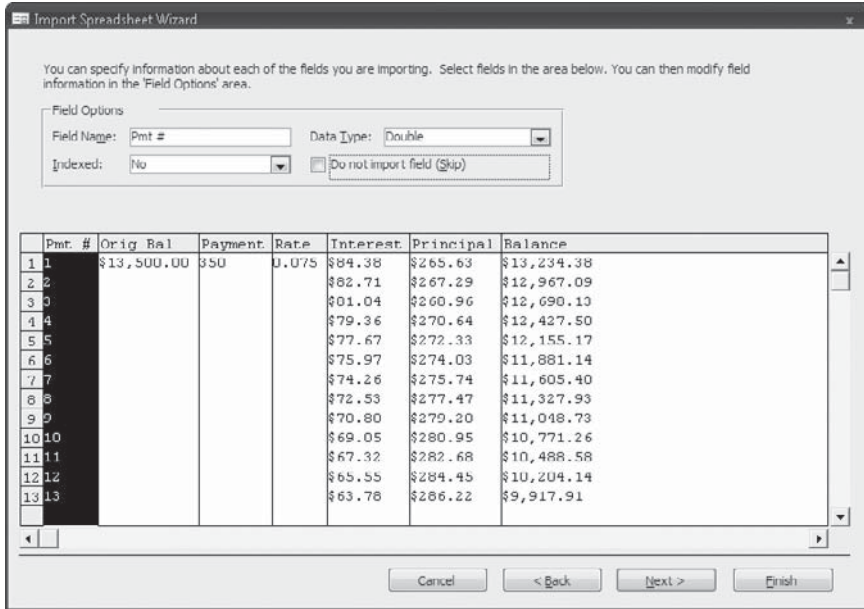 Import Spreadsheet Wizard
x
You can specify information about each of the fields you are importing. Select fields in the area below. You can then modify field
information in the 'Field Options' area.
Field Options
Field Name: Pmt # Data Type: Double
Indexed: No Do not import field (Skip)
Pmt # Orig Bal Payment Rate Interest Principal Balance
1 1 $13,500.00 350 0.075 $84.38 $265.63 $13,234.38
2 2 $82.71 $267.29 $12,967.09
3 3 $81.04 $268.96 $12,698.13
4 4 $79.36 $270.64 $12,427.50
5 5 $77.67 $272.33 $12,155.17
6 6 $75.97 $274.03 $11,881.14
7 7 $74.26 $275.74 $11,605.40
8 8 $72.53 $277.47 $11,327.93
9 9 $70.80 $279.20 $11,048.73
10 10 $69.05 $280.95 $10,771.26
11 11 $67.32 $282.68 $10,488.58
12 12 $65.55 $284.45 $10,204.14
13 13 $63.78 $286.22 $9,917.91
Cancel < Back Next > Finish